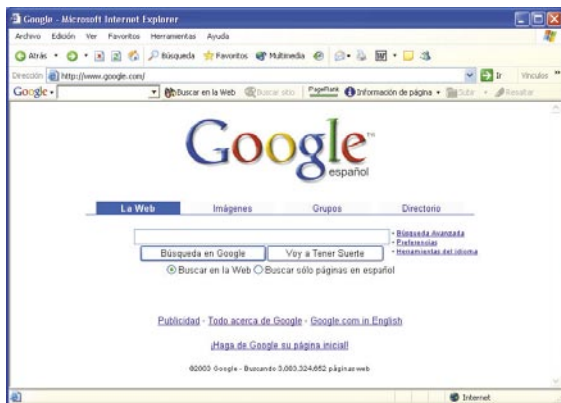 Google - Microsoft Internet Explorer
Archivo Edición Ver Favoritos Herramientas Ayuda
Atrás Búsqueda Favoritos Multimedia
Dirección http://www.google.com/ Ir Vínculos »
Google Buscar en la Web Buscar sitio PageRank Información de página Subir Resaltar
Google™
español
La Web Imágenes Grupos Directorio
Búsqueda en Google Voy a Tener Suerte
· Búsqueda Avanzada
· Preferencias
· Herramientas del idioma
Buscar en la Web Buscar sólo páginas en español
Publicidad - Todo acerca de Google - Google.com in English
¡Haga de Google su página inicial!
©2003 Google - Buscando 3,083,324,652 páginas web
Internet